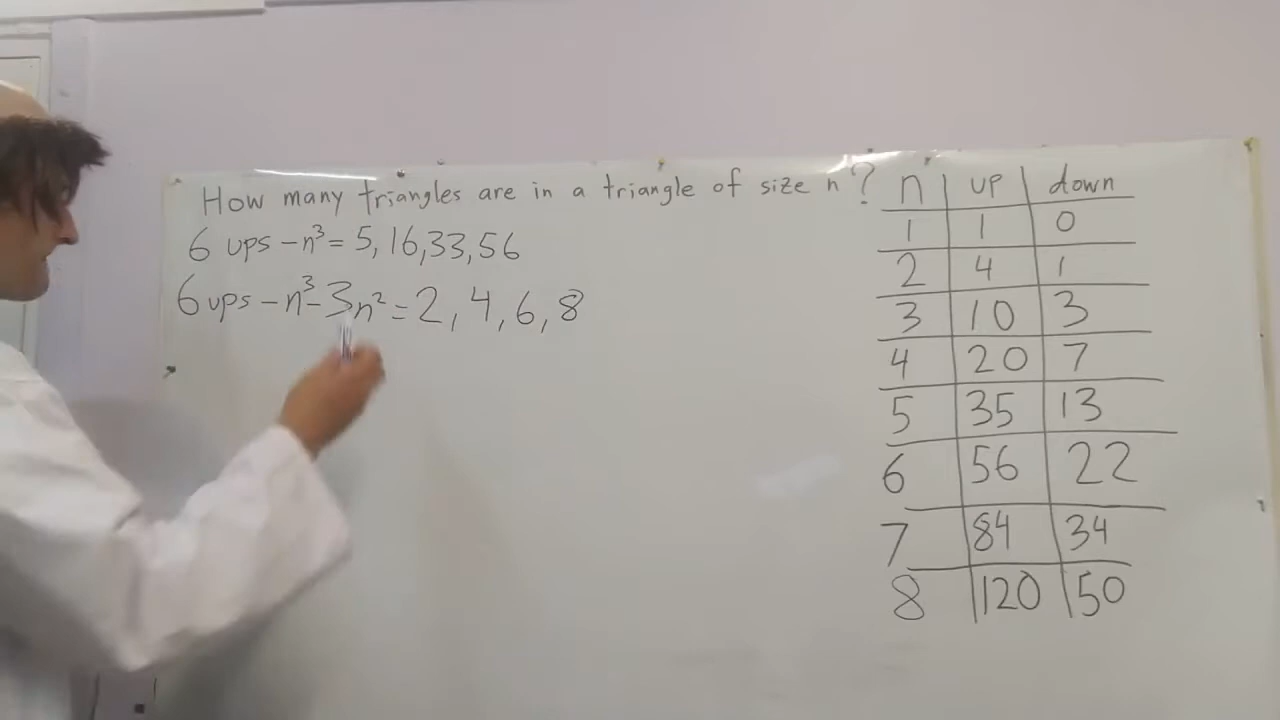 How many triangles are in a triangle of size n?
6 ups - n³ = 5, 16, 33, 56
6 ups - n³ - 3n² = 2, 4, 6, 8
n up down
1 1 0
2 4 1
3 10 3
4 20 7
5 35 13
6 56 22
7 84 34
8 120 50